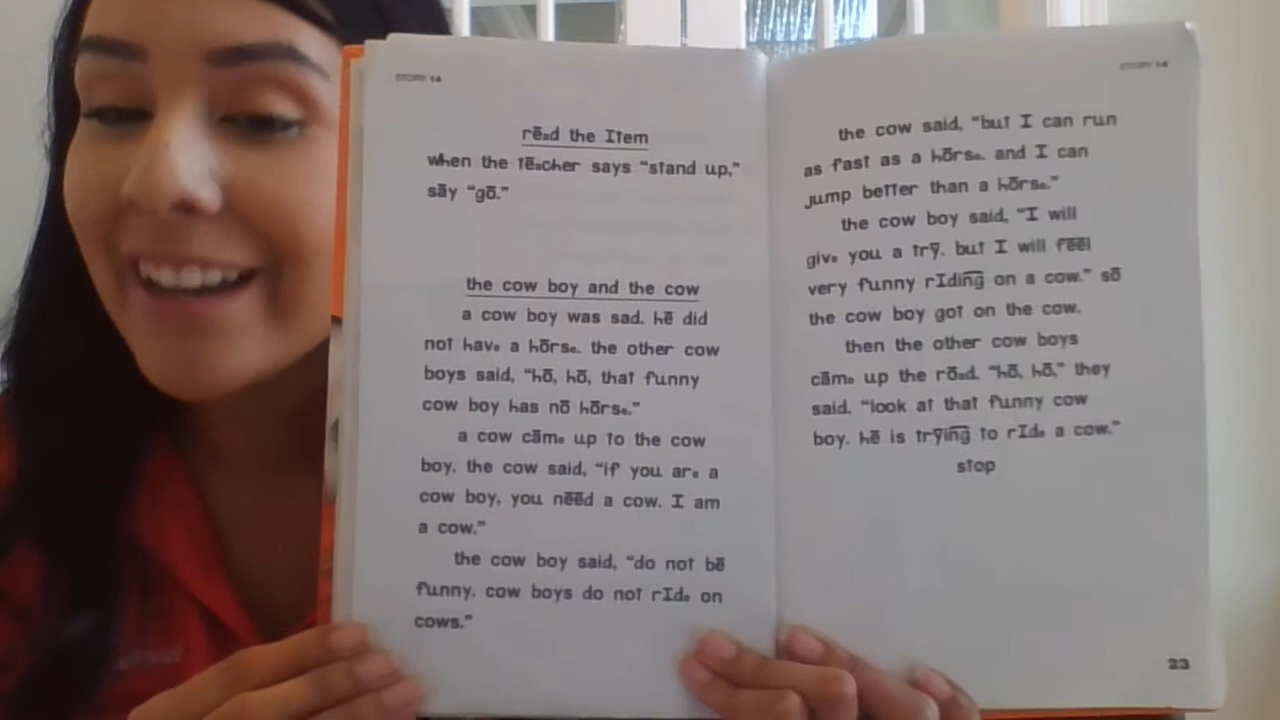 STORY 14
rēad the Item
when the tēacher says "stand up,"
sāy "gō."
the cow boy and the cow
a cow boy was sad. hē did
not have a hōrse. the other cow
boys said, "hō, hō, that funny
cow boy has nō hōrse."
a cow cāme up to the cow
boy. the cow said, "if you are a
cow boy, you nēēd a cow. I am
a cow."
the cow boy said, "do not bē
funny. cow boys do not rIde on
cows."
STORY 14
the cow said, "but I can run
as fast as a hōrse. and I can
jump better than a hōrse."
the cow boy said, "I will
give you a trȳ. but I will fēēl
very funny rIding on a cow." sō
the cow boy got on the cow.
then the other cow boys
cāme up the rōad. "hō, hō," they
said. "look at that funny cow
boy. hē is trȳing to rIde a cow."
stop
23